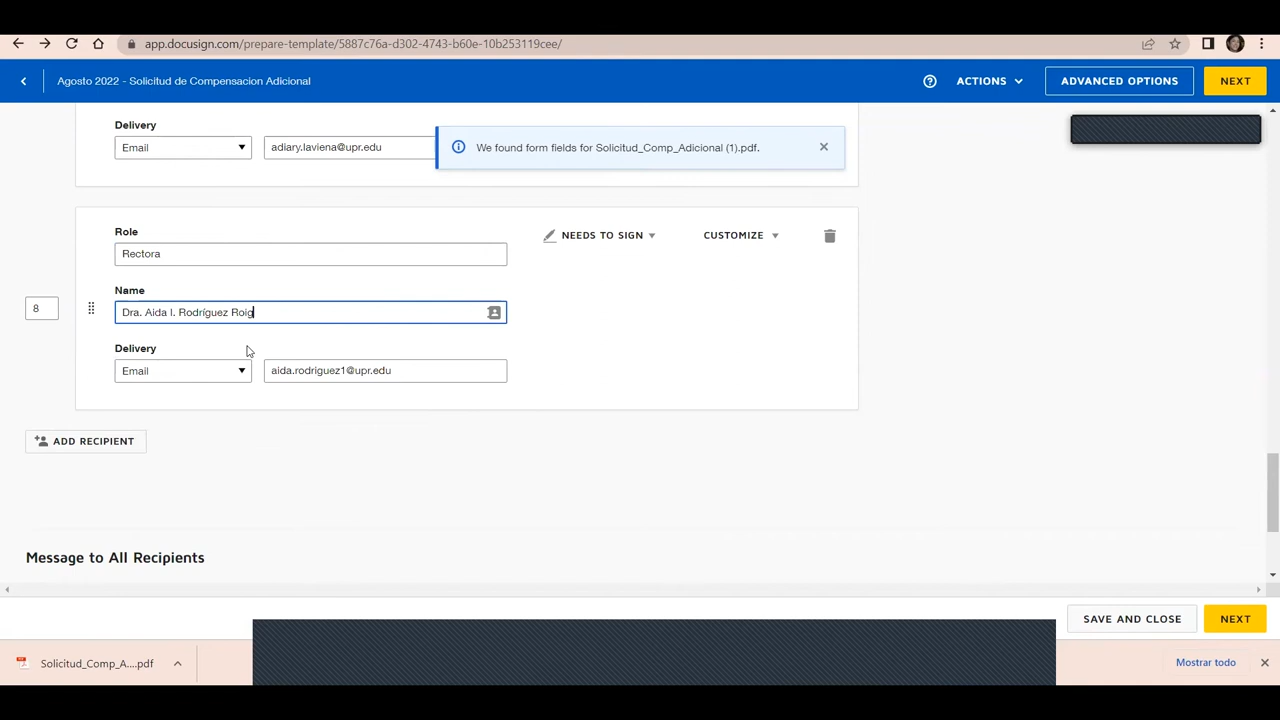 app.docusign.com/prepare-template/5887c76a-d302-4743-b60e-10b253119cee/
Agosto 2022 - Solicitud de Compensacion Adicional
ACTIONS
ADVANCED OPTIONS
NEXT
Delivery
Email
adiary.laviena@upr.edu
We found form fields for Solicitud_Comp_Adicional (1).pdf.
Role
Rectora
NEEDS TO SIGN
CUSTOMIZE
Name
8
Dra. Aida I. Rodríguez Roig
Delivery
Email
aida.rodriguez1@upr.edu
ADD RECIPIENT
Message to All Recipients
SAVE AND CLOSE
NEXT
Solicitud_Comp_A....pdf
Mostrar todo